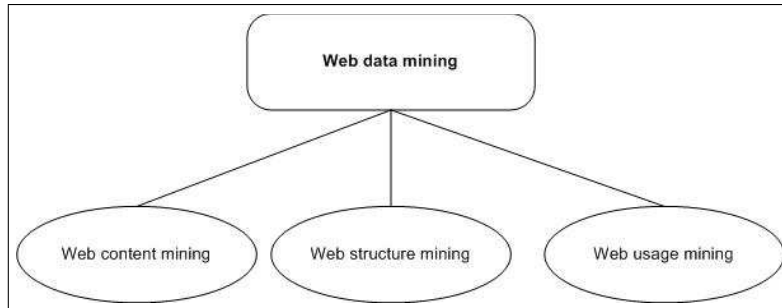 Web data mining
Web content mining
Web structure mining
Web usage mining